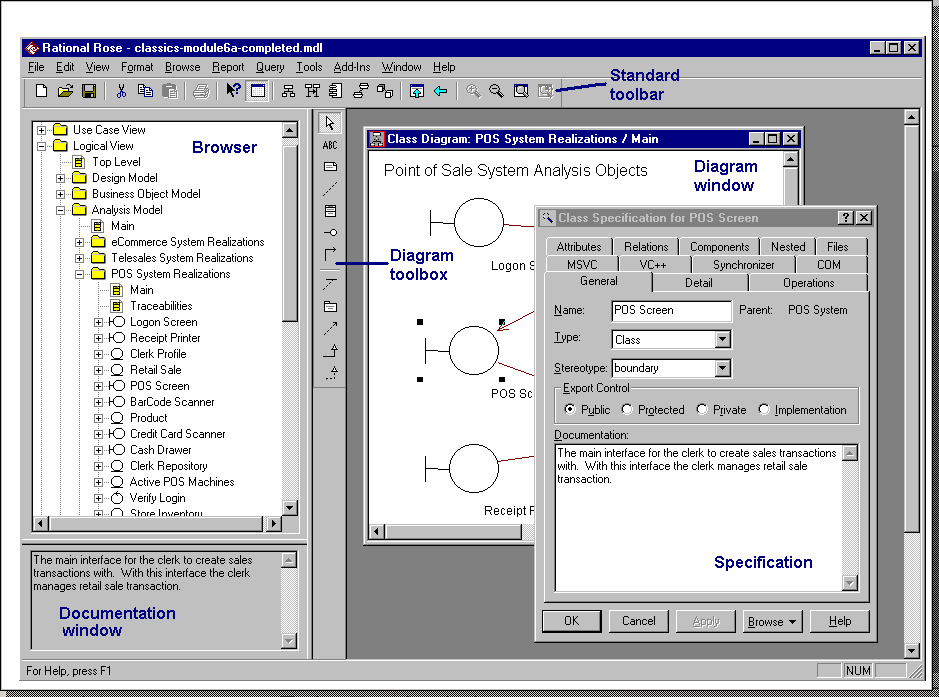 Rational Rose - classics-module6a-completed.mdl
File Edit View Format Browse Report Query Tools Add-Ins Window Help
Standard
toolbar
Use Case View
Logical View
Top Level
Design Model
Business Object Model
Analysis Model
Main
eCommerce System Realizations
Telesales System Realizations
POS System Realizations
Main
Traceabilities
Logon Screen
Receipt Printer
Clerk Profile
Retail Sale
POS Screen
BarCode Scanner
Product
Credit Card Scanner
Cash Drawer
Clerk Repository
Active POS Machines
Verify Login
Store Inventory
Browser
The main interface for the clerk to create sales
transactions with. With this interface the clerk
manages retail sale transaction.
Documentation
window
ABC
Diagram
toolbox
Class Diagram: POS System Realizations / Main
Point of Sale System Analysis Objects
Diagram
window
Logon S
POS Sc
Receipt P
Class Specification for POS Screen
Attributes Relations Components Nested Files
MSVC VC++ Synchronizer COM
General Detail Operations
Name: POS Screen Parent: POS System
Type: Class
Stereotype: boundary
Export Control
Public Protected Private Implementation
Documentation:
The main interface for the clerk to create sales transactions
with. With this interface the clerk manages retail sale
transaction.
Specification
OK Cancel Apply Browse Help
For Help, press F1
NUM